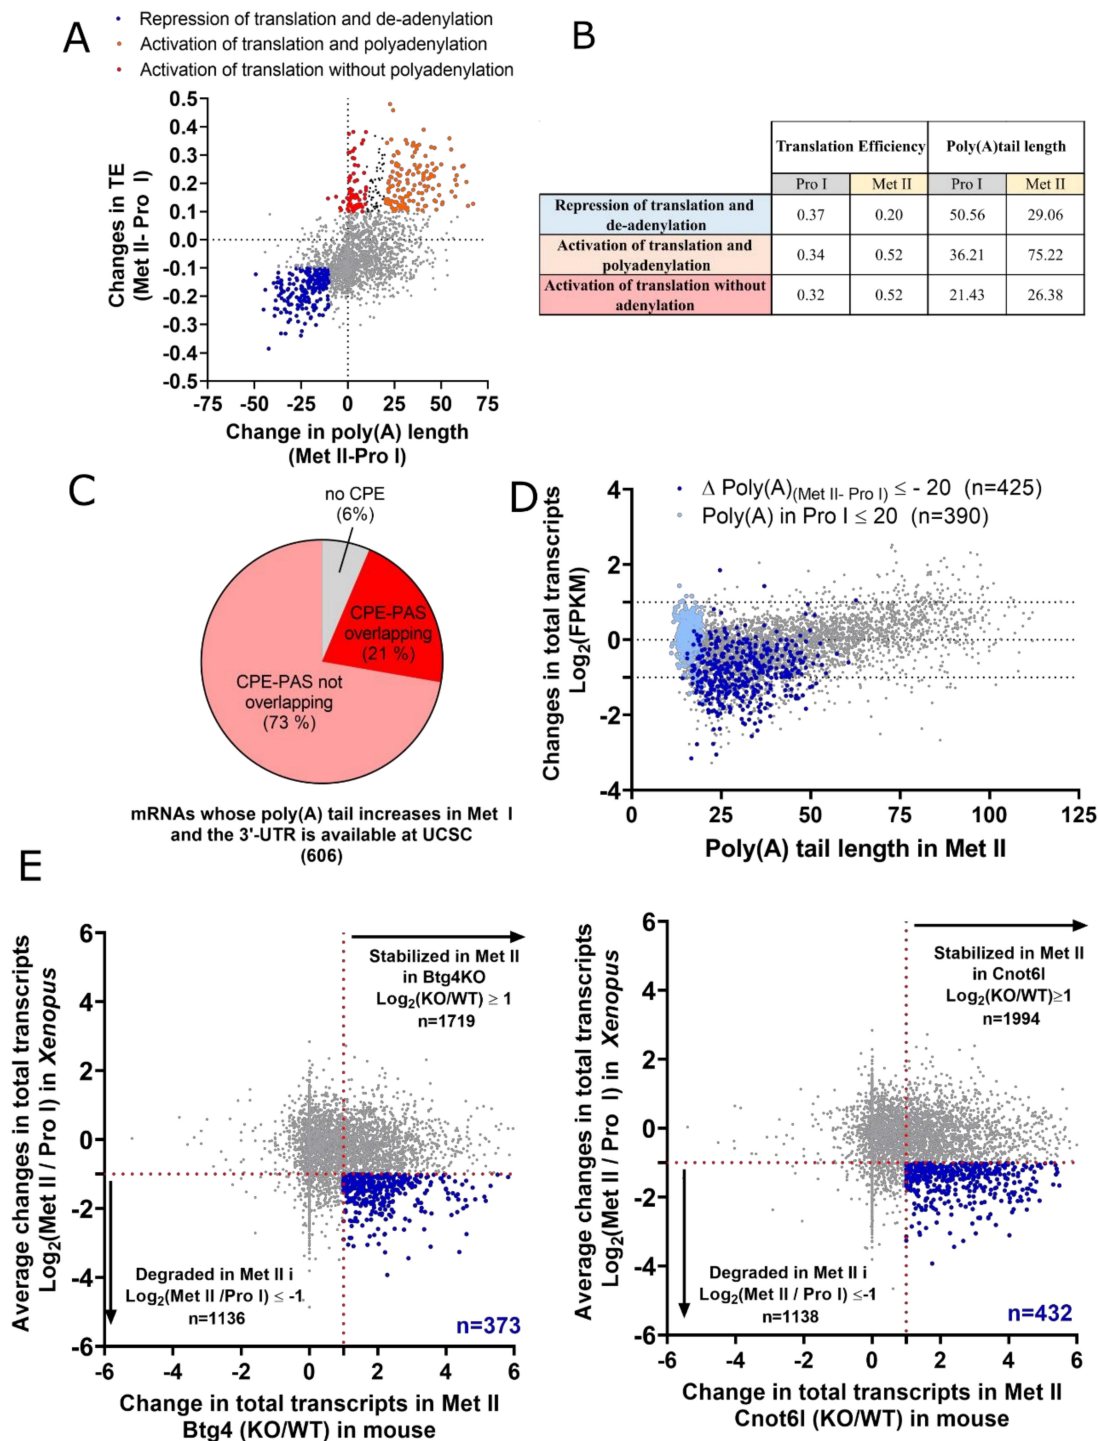 A
Repression of translation and de-adenylation
Activation of translation and polyadenylation
Activation of translation without polyadenylation
0.5
0.4
0.3
0.2
0.1
0.0
-0.1
-0.2
-0.3
-0.4
-0.5
Changes in TE
(Met II- Pro I)
-75 -50 -25 0 25 50 75
Change in poly(A) length
(Met II-Pro I)
B
Translation Efficiency Poly(A)tail length
Pro I Met II Pro I Met II
Repression of translation and
de-adenylation
0.37 0.20 50.56 29.06
Activation of translation and
polyadenylation
0.34 0.52 36.21 75.22
Activation of translation without
adenylation
0.32 0.52 21.43 26.38
C
no CPE
(6%)
CPE-PAS
overlapping
(21 %)
CPE-PAS not
overlapping
(73 %)
mRNAs whose poly(A) tail increases in Met I
and the 3'-UTR is available at UCSC
(606)
D
Δ Poly(A)(Met II- Pro I) ≤ - 20 (n=425)
Poly(A) in Pro I ≤ 20 (n=390)
4
2
0
-2
-4
Changes in total transcripts
Log2(FPKM)
0 25 50 75 100 125
Poly(A) tail length in Met II
E
6
4
2
0
-2
-4
-6
Average changes in total transcripts
Log2(Met II / Pro I) in Xenopus
Stabilized in Met II
in Btg4KO
Log2(KO/WT) ≥ 1
n=1719
Degraded in Met II i
Log2(Met II /Pro I) ≤ -1
n=1136
n=373
-6 -4 -2 0 2 4 6
Change in total transcripts in Met II
Btg4 (KO/WT) in mouse
6
4
2
0
-2
-4
-6
Average changes in total transcripts
Log2(Met II / Pro I) in Xenopus
Stabilized in Met II
in Cnot6l
Log2(KO/WT)≥1
n=1994
Degraded in Met II i
Log2(Met II / Pro I) ≤-1
n=1138
n=432
-6 -4 -2 0 2 4 6
Change in total transcripts in Met II
Cnot6l (KO/WT) in mouse